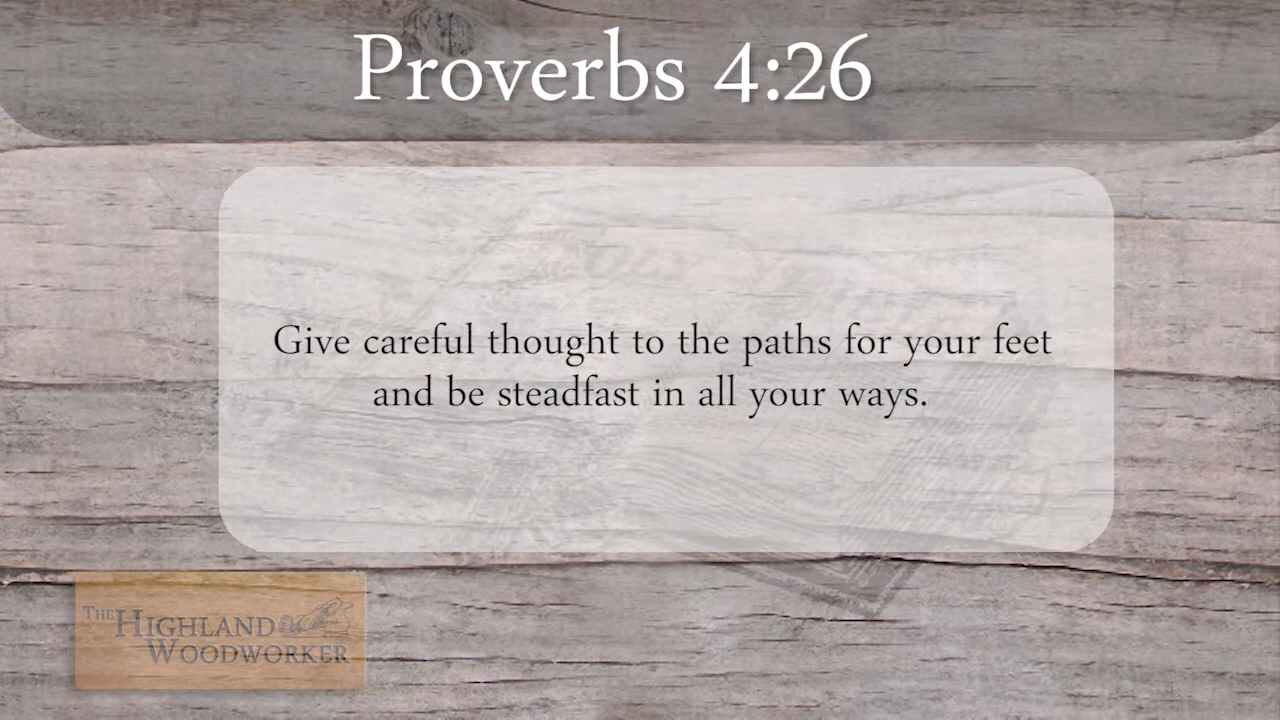 Proverbs 4:26
Give careful thought to the paths for your feet
and be steadfast in all your ways.
THE HIGHLAND
WOODWORKER